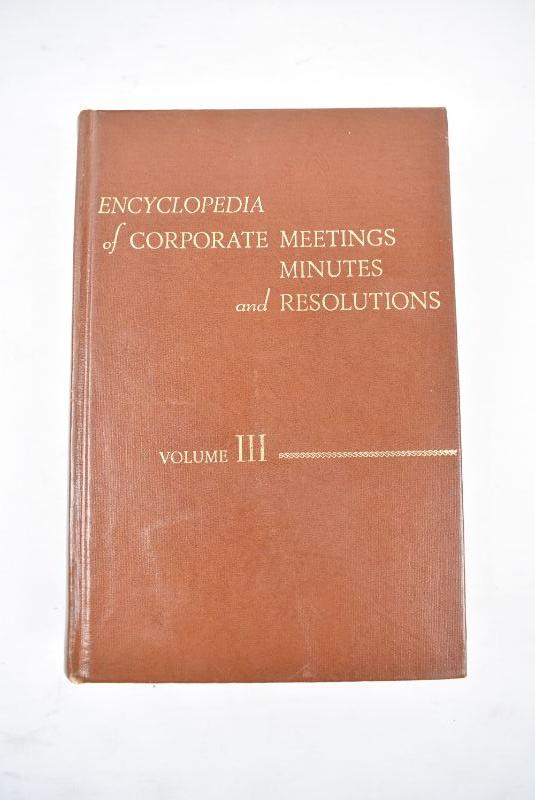 ENCYCLOPEDIA
of CORPORATE MEETINGS
MINUTES
and RESOLUTIONS
VOLUME III